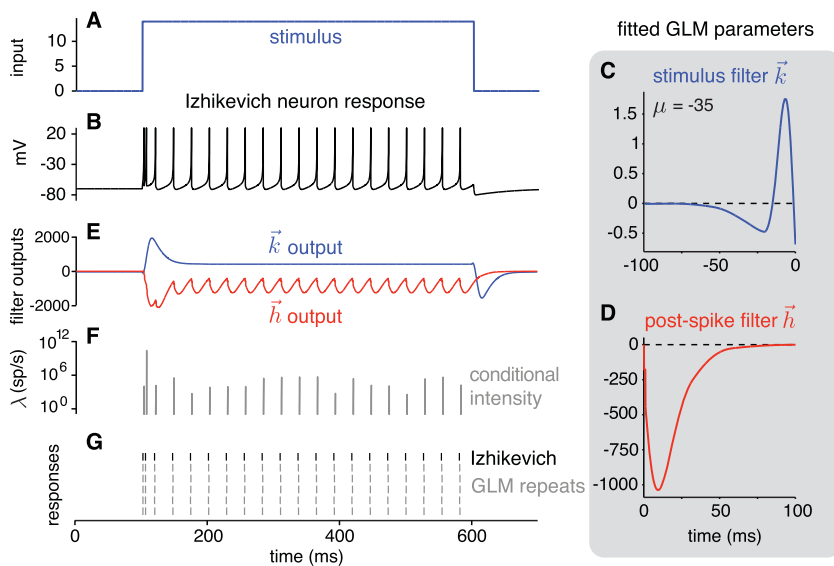 A
stimulus
input
10
5
0
Izhikevich neuron response
B
mV
20
-30
-80
E
filter outputs
2000
0
-2000
k output
h output
F
λ (sp/s)
10^12
10^6
10^0
conditional
intensity
G
responses
Izhikevich
GLM repeats
0 200 400 600
time (ms)
fitted GLM parameters
C
stimulus filter k
μ = -35
1.5
1
0.5
0
-0.5
-100 -50 0
D
post-spike filter h
0
-250
-500
-750
-1000
0 100
time (ms)